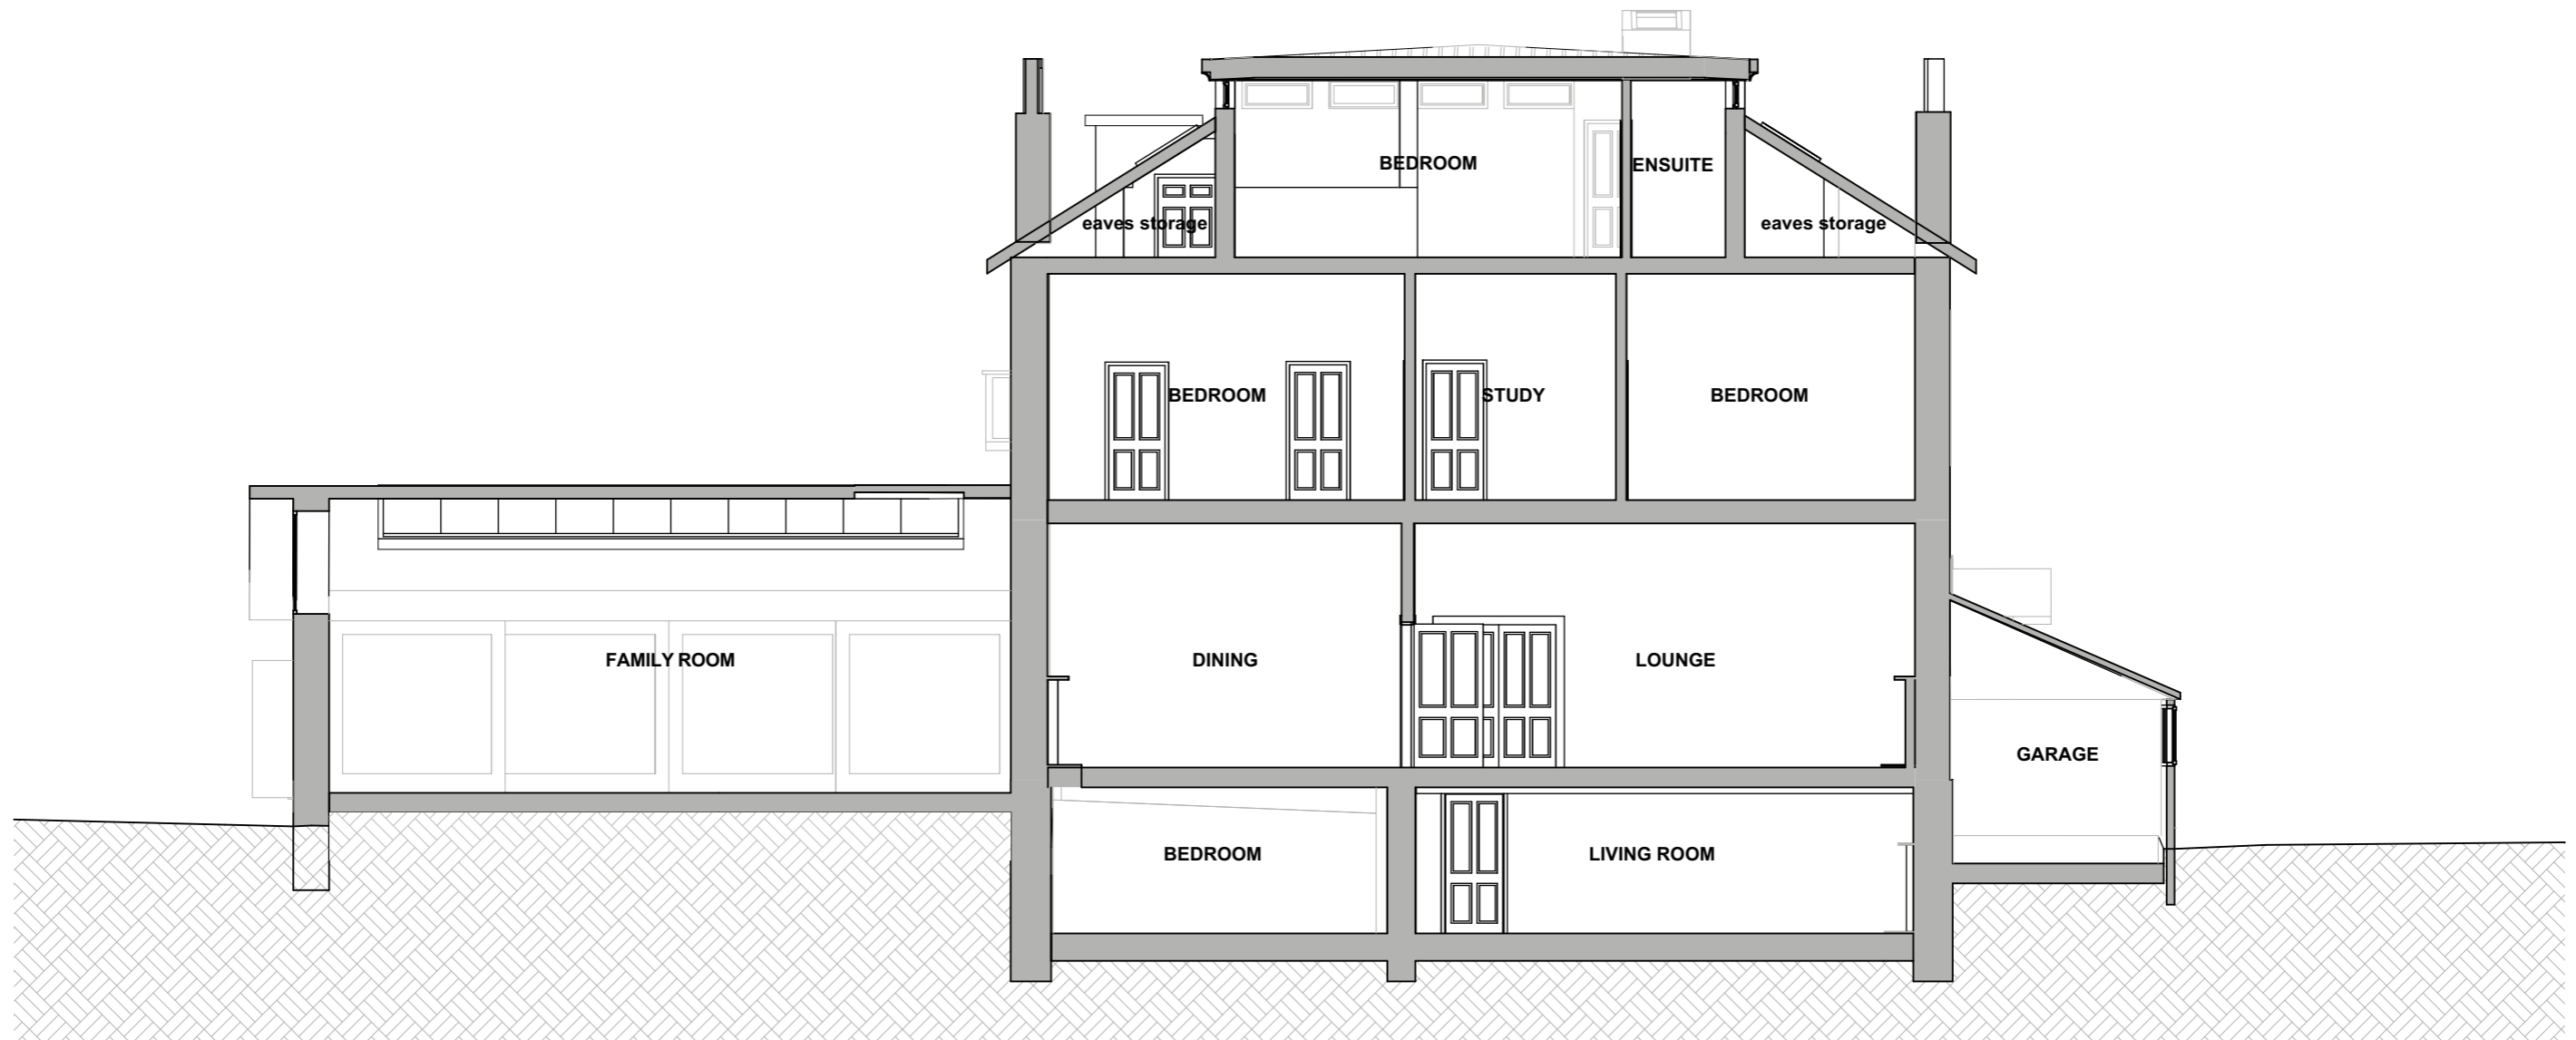 BEDROOM
ENSUITE
eaves storage
eaves storage
BEDROOM
STUDY
BEDROOM
FAMILY ROOM
DINING
LOUNGE
GARAGE
BEDROOM
LIVING ROOM